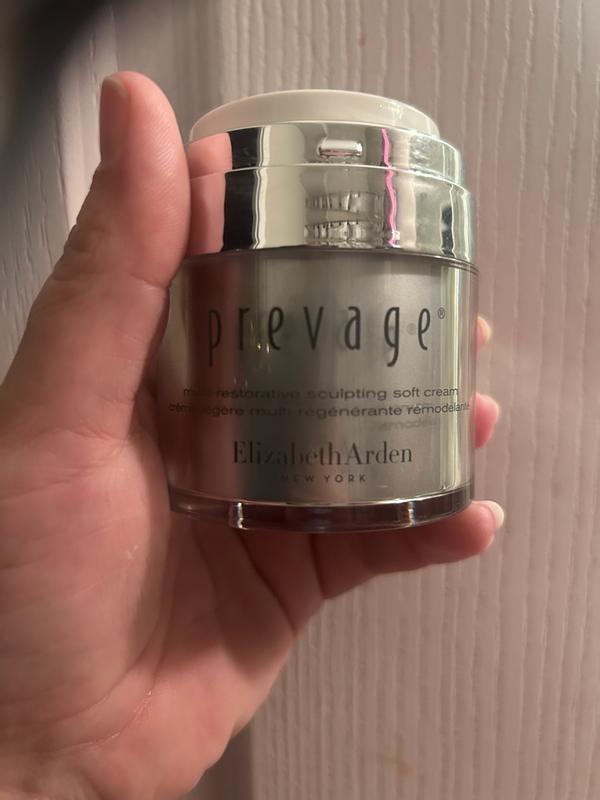 prevage®
multi-restorative sculpting soft cream
crème légère multi-régénérante remodelante
Elizabeth Arden
NEW YORK